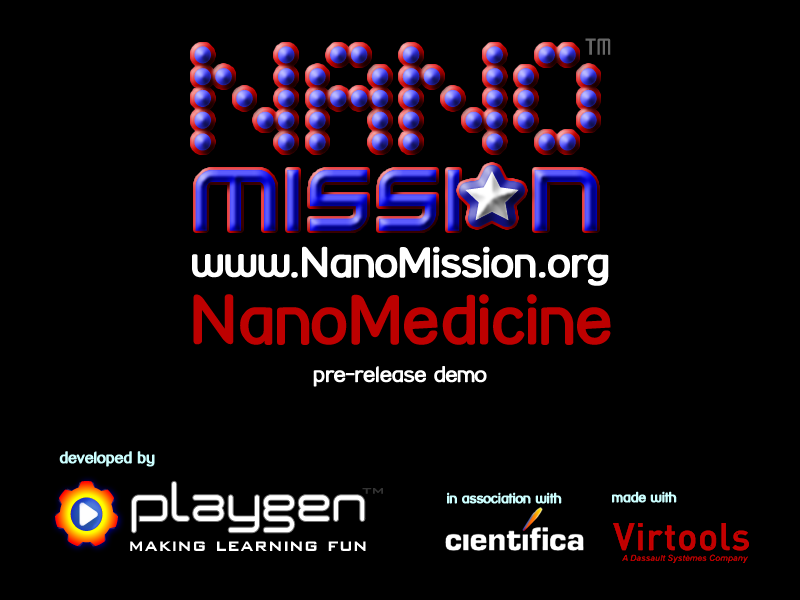 NANO™
MISSION
www.NanoMission.org
NanoMedicine
pre-release demo
developed by
playgen™
MAKING LEARNING FUN
in association with
científica
made with
Virtools
A Dassault Systemes Company